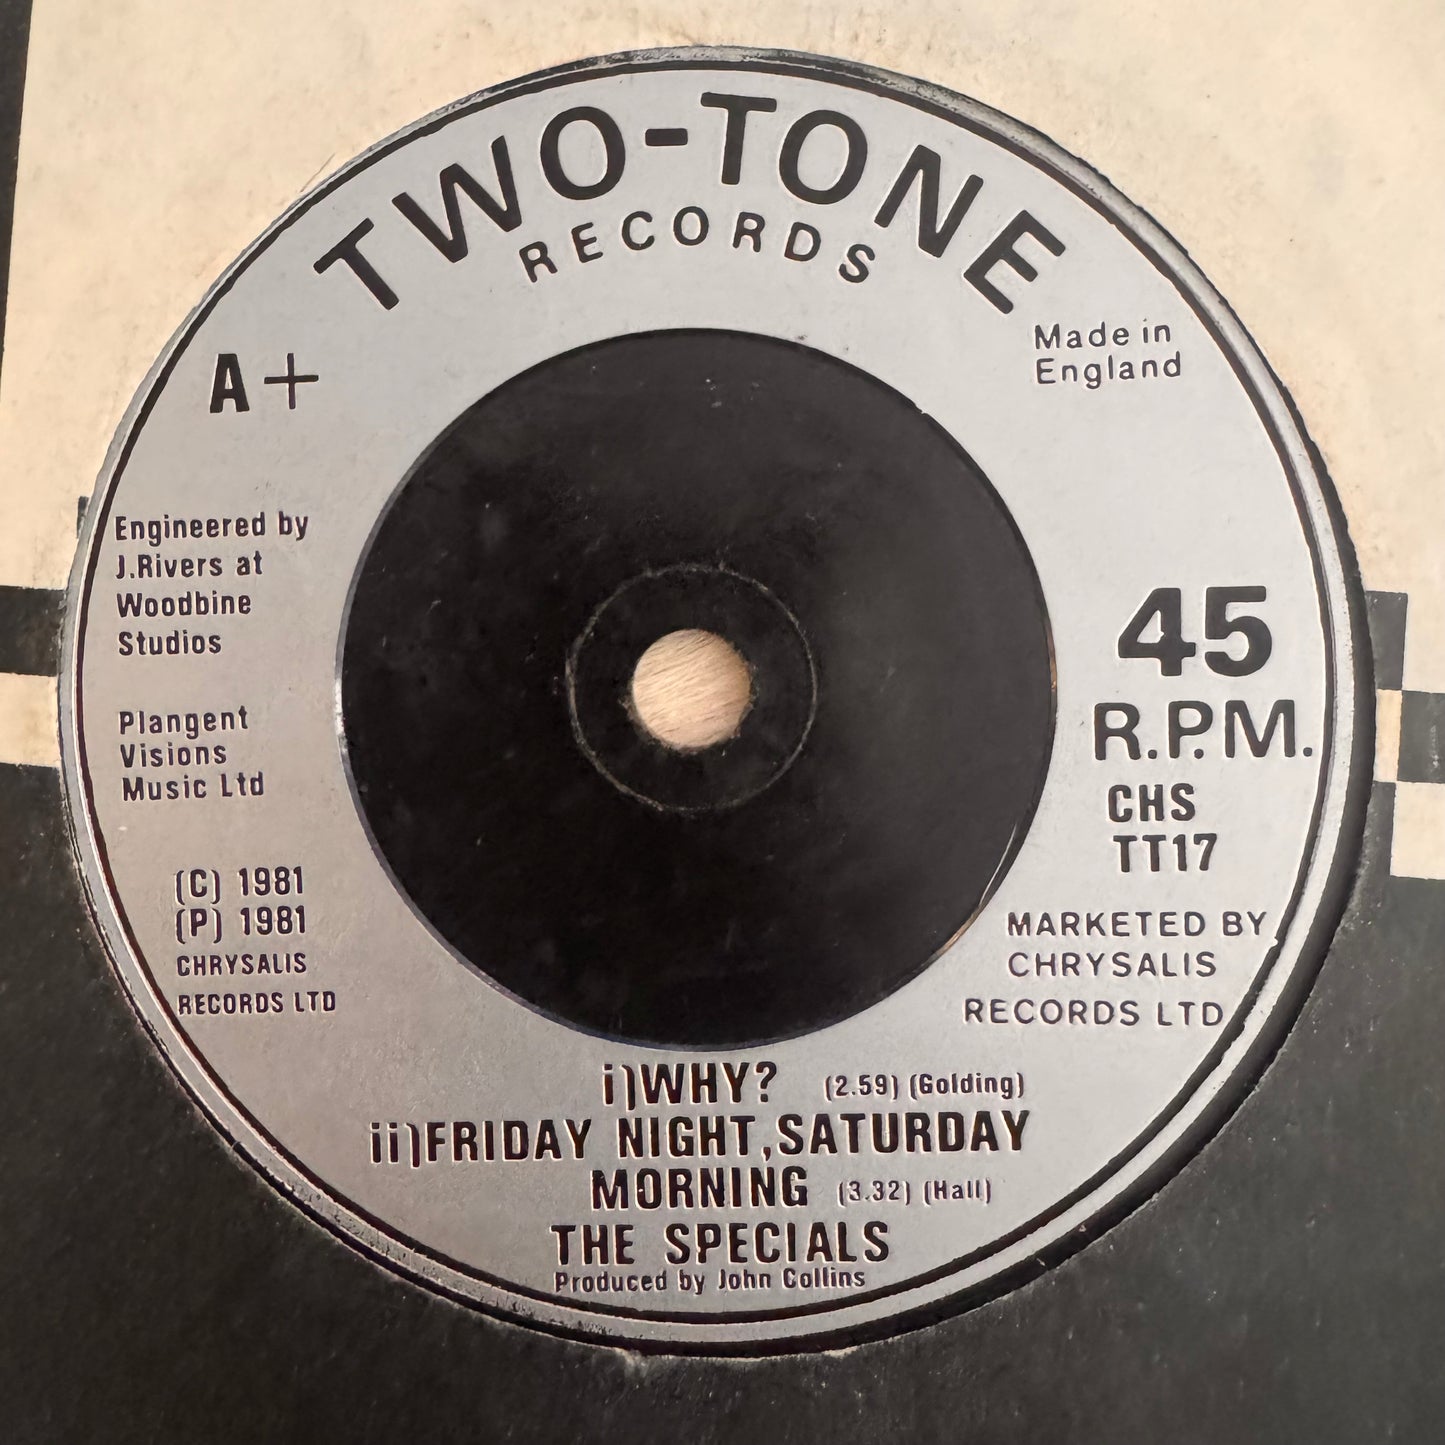 TWO-TONE
RECORDS
A+
Made in
England
Engineered by
J.Rivers at
Woodbine
Studios
Plangent
Visions
Music Ltd
(C) 1981
(P) 1981
CHRYSALIS
RECORDS LTD
45
R.P.M.
CHS
TT17
MARKETED BY
CHRYSALIS
RECORDS LTD
i)WHY? (2.59) (Golding)
ii)FRIDAY NIGHT,SATURDAY
MORNING (3.32) (Hall)
THE SPECIALS
Produced by John Collins